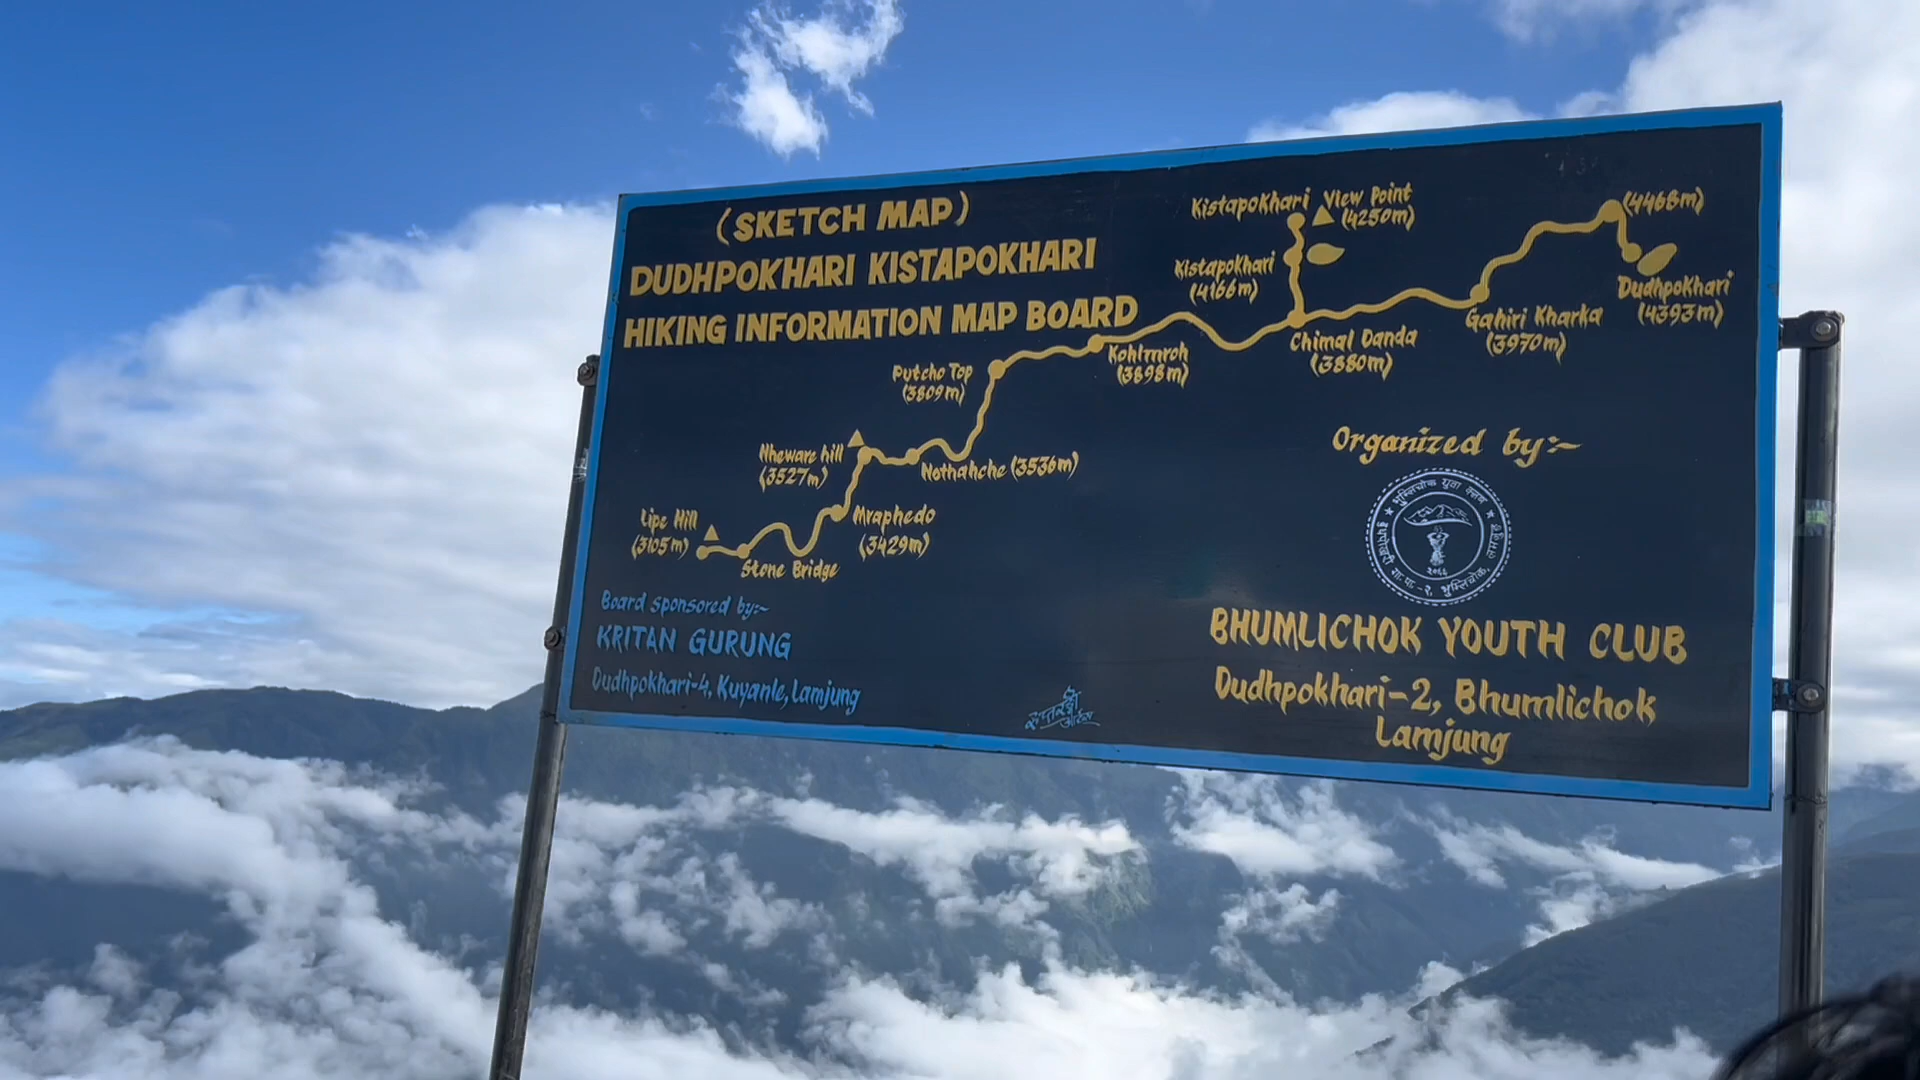 (SKETCH MAP)
DUDHPOKHARI KISTAPOKHARI
HIKING INFORMATION MAP BOARD
Kistapokhari View Point
(4250m)
(4468m)
Kistapokhari
(4166m)
Dudhpokhari
(4393m)
Gahiri Kharka
(3970m)
Chimal Danda
(3880m)
Kohlmroh
(3898m)
Putcho Top
(3809m)
Nheware hill
(3527m)
Nothahche (3536m)
Lipe Hill
(3105m)
Mraphedo
(3429m)
Stone Bridge
Organized by:-
भुम्लिचोक युवा क्लब
गा.पा.-२, भुम्लिचोक,
२०६६
BHUMLICHOK YOUTH CLUB
Dudhpokhari-2, Bhumlichok
Lamjung
Board sponsored by:-
KRITAN GURUNG
Dudhpokhari-4, Kuyanle, Lamjung